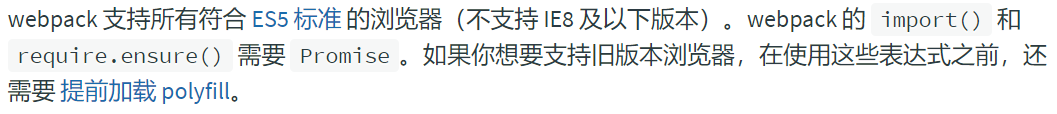 webpack 支持所有符合 ES5 标准 的浏览器（不支持 IE8 及以下版本）。webpack 的 import() 和
require.ensure() 需要 Promise 。如果你想要支持旧版本浏览器，在使用这些表达式之前，还
需要 提前加载 polyfill。